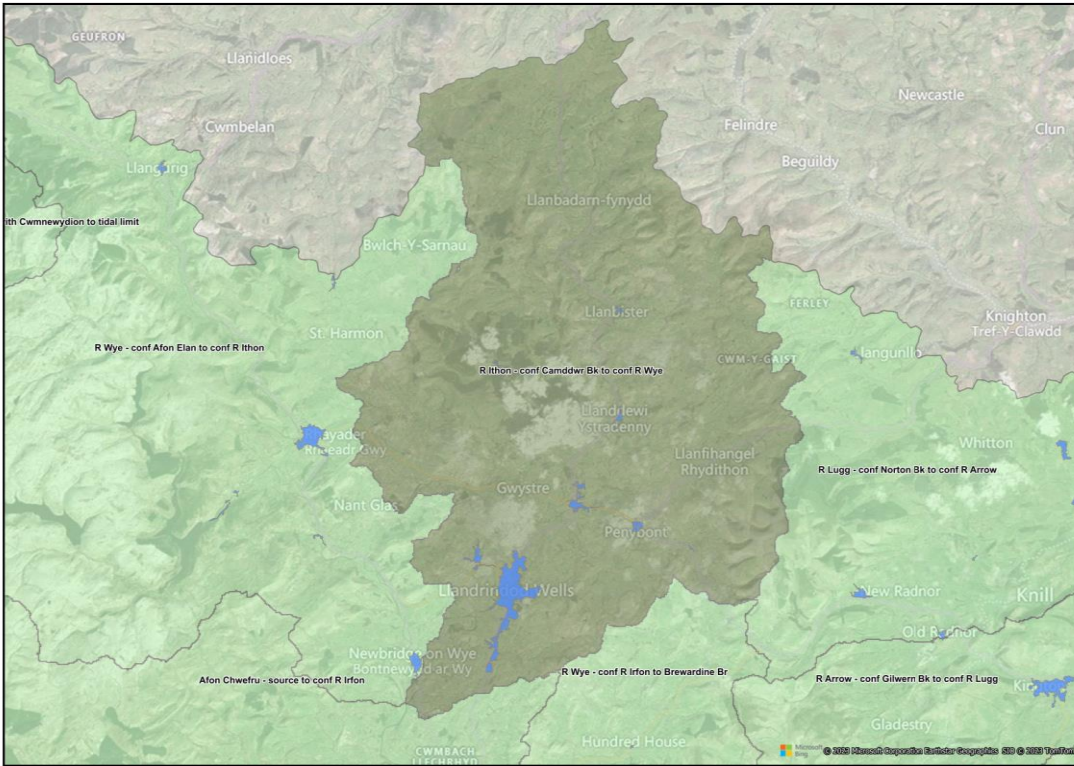 GEUFRON
Llanidloes
Newcastle
Cwmbelan
Felindre
Clun
Beguildy
Llangurig
Llanbadarn-fynydd
ith Cwmnewydion to tidal limit
Bwlch-Y-Sarnau
FERLEY
Llanbister
Knighton
Tref-Y-Clawdd
St. Harmon
R Wye - conf Afon Elan to conf R Ithon
CWM-Y-GAIST
langunllo
R Ithon - conf Camddwr Bk to conf R Wye
Llanddewi
Ystradenny
ayader
Rhaeadr Gwy
Whitton
Llanfihangel
Rhydithon
R Lugg - conf Norton Bk to conf R Arrow
Gwystre
Nant Glas
Penybont
Llandrindod Wells
New Radnor
Knill
Old Radnor
Newbridge on Wye
Bontnewydd ar Wy
R Wye - conf R Irfon to Brewardine Br
Afon Chwefru - source to conf R Irfon
R Arrow - conf Gilwern Bk to conf R Lugg
Gladestry
Hundred House
CWMBACH
LLECHRHYD
Microsoft
Bing
© 2023 Microsoft Corporation Earthstar Geographics SIO © 2023 TomTom